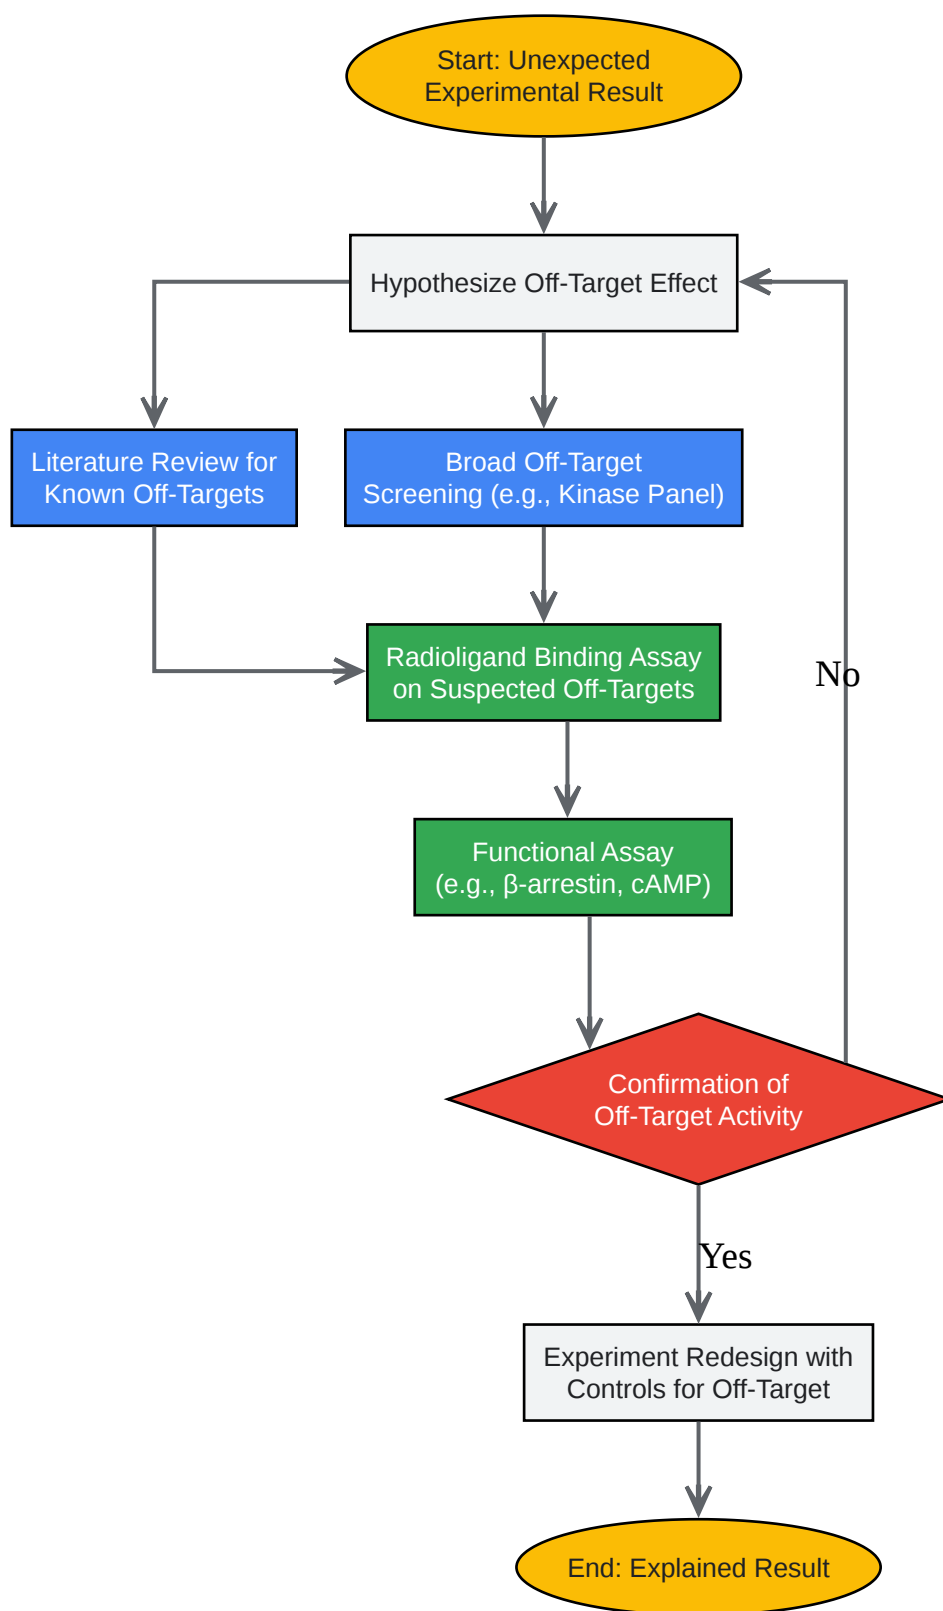 Start: Unexpected
Experimental Result
Hypothesize Off-Target Effect
Literature Review for
Known Off-Targets
Broad Off-Target
Screening (e.g., Kinase Panel)
Radioligand Binding Assay
on Suspected Off-Targets
No
Functional Assay
(e.g., β-arrestin, cAMP)
Confirmation of
Off-Target Activity
Yes
Experiment Redesign with
Controls for Off-Target
End: Explained Result